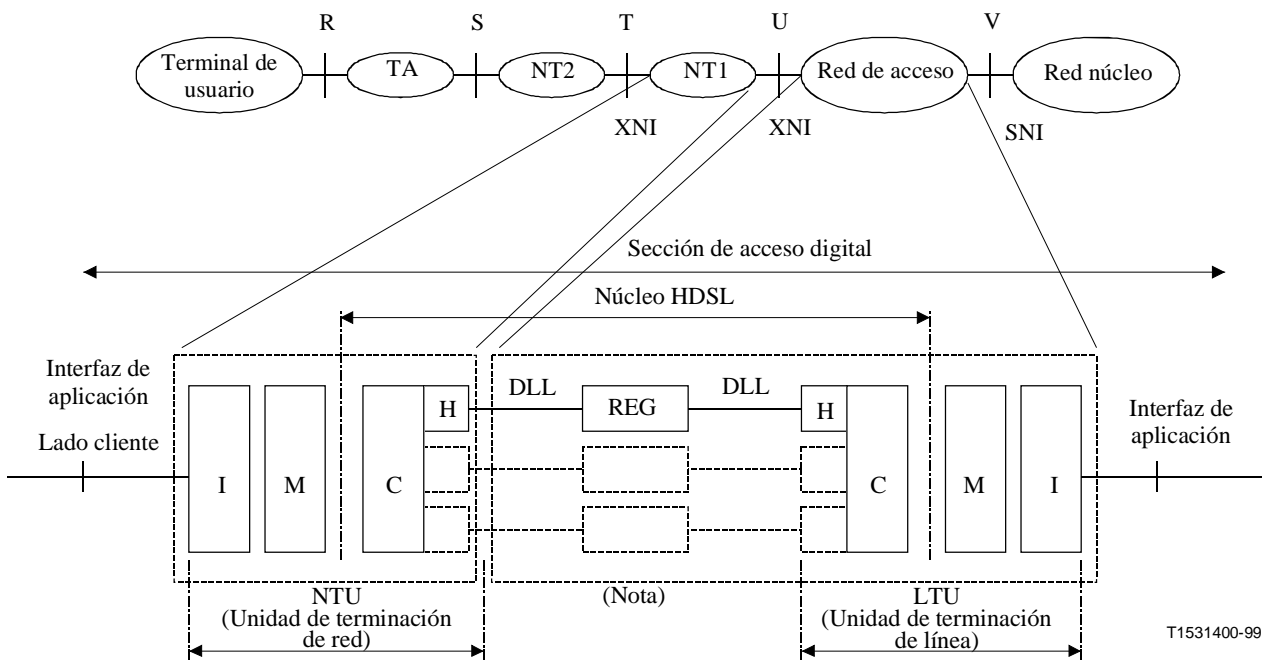 R S T U V
Terminal de
usuario
TA
NT2
NT1
Red de acceso
Red núcleo
XNI
XNI
SNI
Sección de acceso digital
Núcleo HDSL
Interfaz de
aplicación
Lado cliente
I
M
C
H
DLL
REG
DLL
H
C
M
I
Interfaz de
aplicación
NTU
(Unidad de terminación
de red)
(Nota)
LTU
(Unidad de terminación
de línea)
T1531400-99